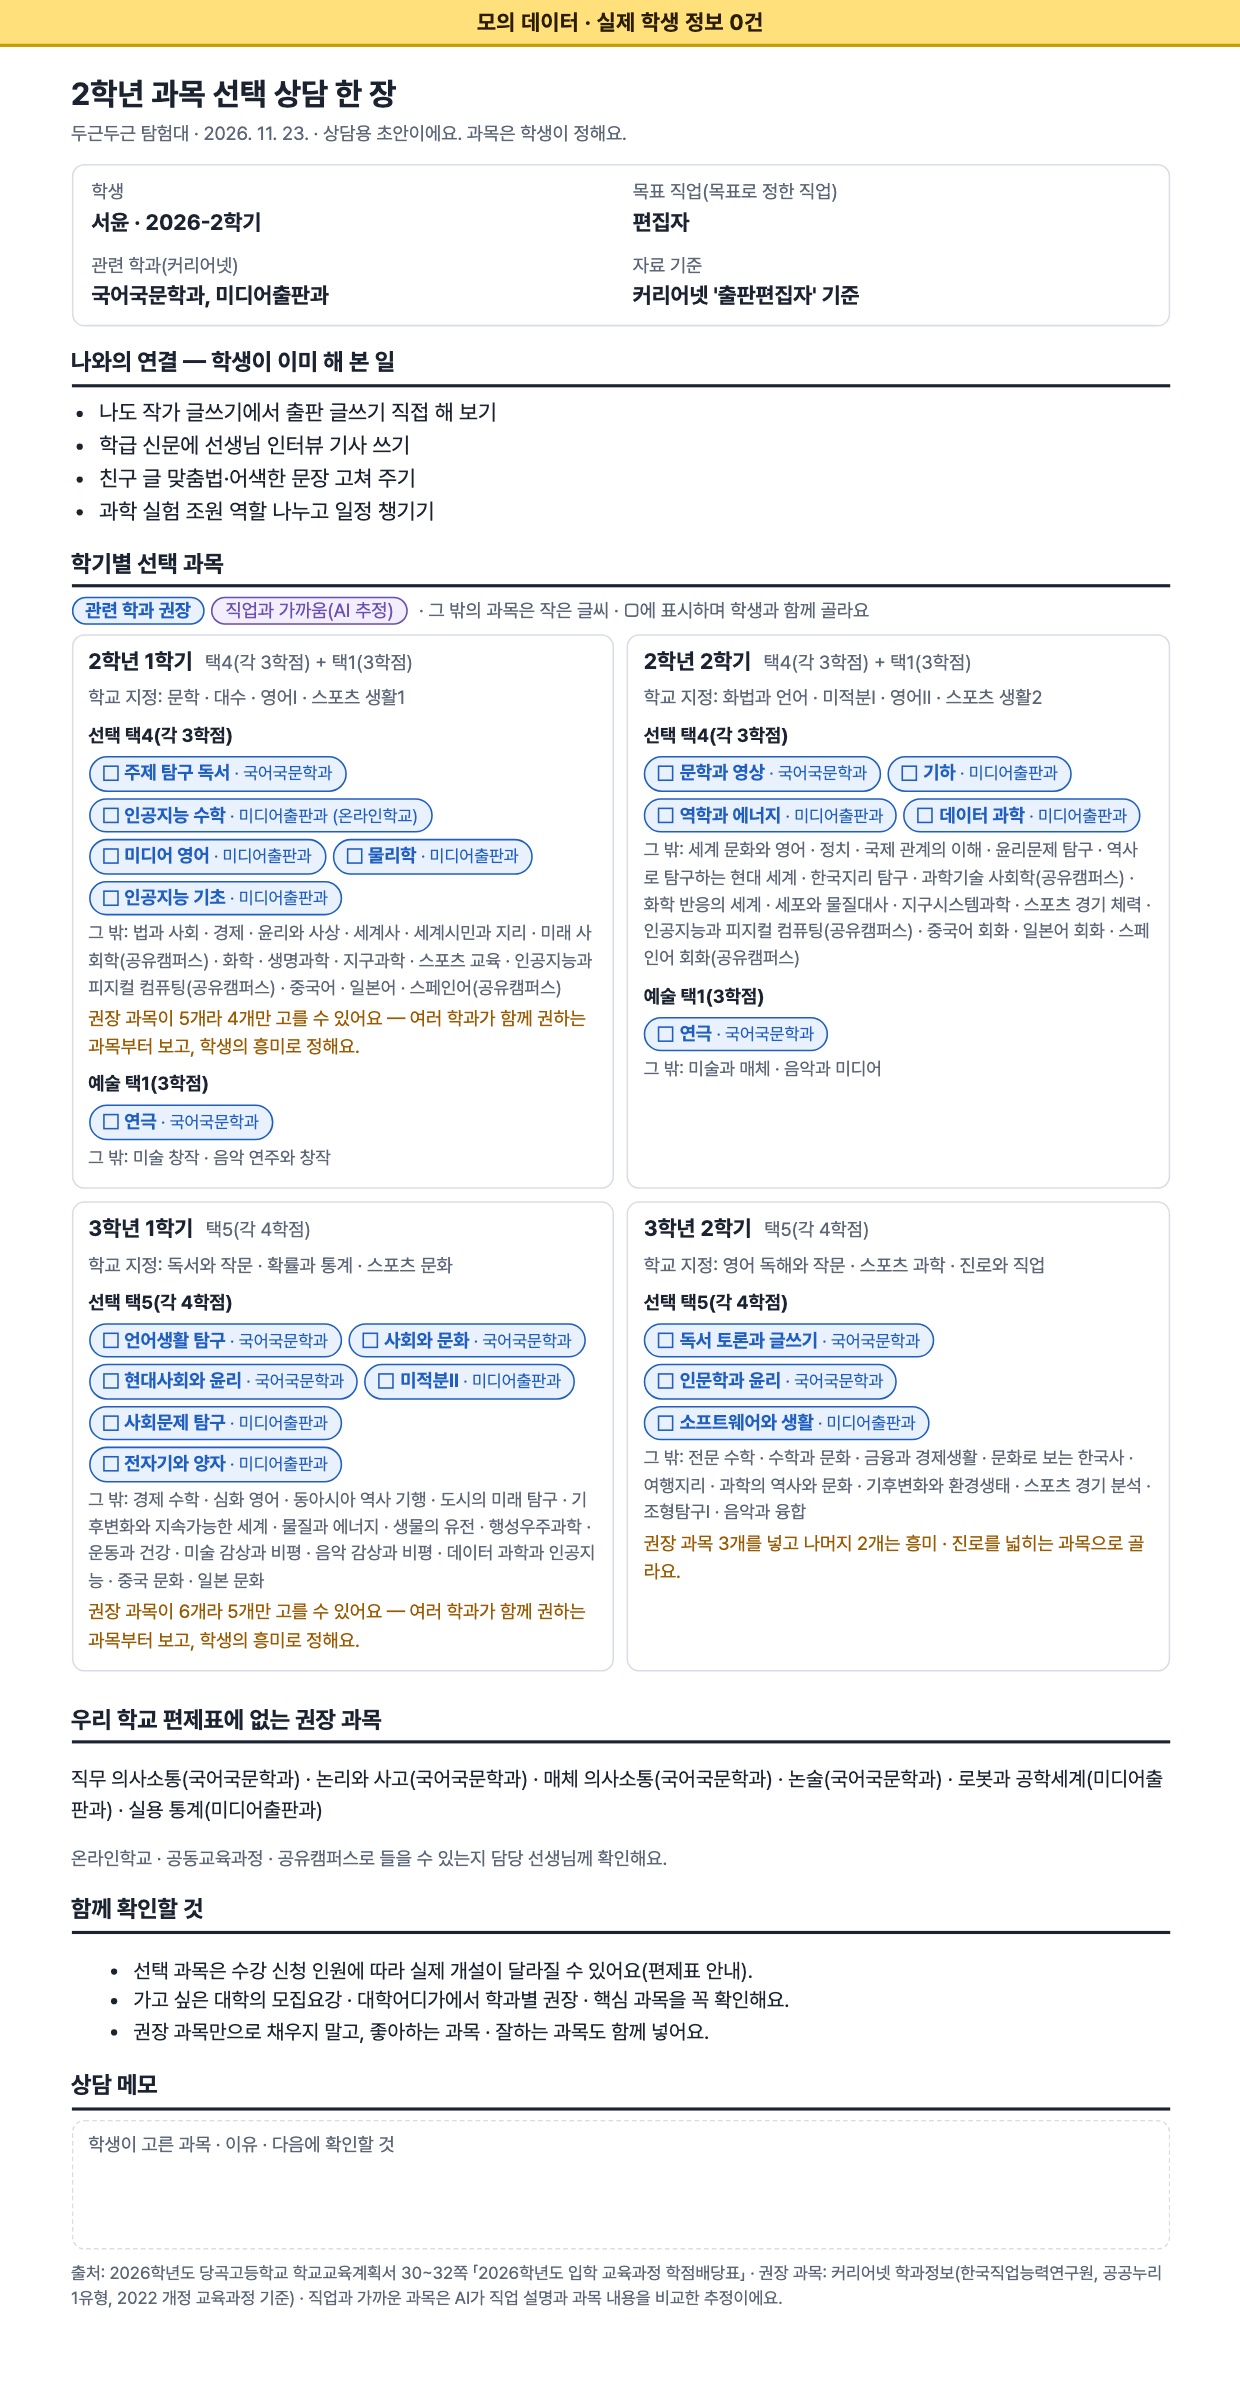 모의 데이터 · 실제 학생 정보 0건
2학년 과목 선택 상담 한 장
두근두근 탐험대 · 2026. 11. 23. · 상담용 초안이에요. 과목은 학생이 정해요.
학생
서윤 · 2026-2학기
목표 직업(목표로 정한 직업)
편집자
관련 학과(커리어넷)
국어국문학과, 미디어출판과
자료 기준
커리어넷 '출판편집자' 기준
나와의 연결 — 학생이 이미 해 본 일
• 나도 작가 글쓰기에서 출판 글쓰기 직접 해 보기
• 학급 신문에 선생님 인터뷰 기사 쓰기
• 친구 글 맞춤법·어색한 문장 고쳐 주기
• 과학 실험 조원 역할 나누고 일정 챙기기
학기별 선택 과목
관련 학과 권장 직업과 가까움(AI 추정) · 그 밖의 과목은 작은 글씨 · ▢에 표시하며 학생과 함께 골라요
2학년 1학기 택4(각 3학점) + 택1(3학점)
학교 지정: 문학 · 대수 · 영어I · 스포츠 생활1
선택 택4(각 3학점)
☐ 주제 탐구 독서 · 국어국문학과
☐ 인공지능 수학 · 미디어출판과 (온라인학교)
☐ 미디어 영어 · 미디어출판과 ☐ 물리학 · 미디어출판과
☐ 인공지능 기초 · 미디어출판과
그 밖: 법과 사회 · 경제 · 윤리와 사상 · 세계사 · 세계시민과 지리 · 미래 사
회학(공유캠퍼스) · 화학 · 생명과학 · 지구과학 · 스포츠 교육 · 인공지능과
피지컬 컴퓨팅(공유캠퍼스) · 중국어 · 일본어 · 스페인어(공유캠퍼스)
권장 과목이 5개라 4개만 고를 수 있어요 — 여러 학과가 함께 권하는
과목부터 보고, 학생의 흥미로 정해요.
예술 택1(3학점)
☐ 연극 · 국어국문학과
그 밖: 미술 창작 · 음악 연주와 창작
2학년 2학기 택4(각 3학점) + 택1(3학점)
학교 지정: 화법과 언어 · 미적분I · 영어II · 스포츠 생활2
선택 택4(각 3학점)
☐ 문학과 영상 · 국어국문학과 ☐ 기하 · 미디어출판과
☐ 역학과 에너지 · 미디어출판과 ☐ 데이터 과학 · 미디어출판과
그 밖: 세계 문화와 영어 · 정치 · 국제 관계의 이해 · 윤리문제 탐구 · 역사
로 탐구하는 현대 세계 · 한국지리 탐구 · 과학기술 사회학(공유캠퍼스) ·
화학 반응의 세계 · 세포와 물질대사 · 지구시스템과학 · 스포츠 경기 체력 ·
인공지능과 피지컬 컴퓨팅(공유캠퍼스) · 중국어 회화 · 일본어 회화 · 스페
인어 회화(공유캠퍼스)
예술 택1(3학점)
☐ 연극 · 국어국문학과
그 밖: 미술과 매체 · 음악과 미디어
3학년 1학기 택5(각 4학점)
학교 지정: 독서와 작문 · 확률과 통계 · 스포츠 문화
선택 택5(각 4학점)
☐ 언어생활 탐구 · 국어국문학과 ☐ 사회와 문화 · 국어국문학과
☐ 현대사회와 윤리 · 국어국문학과 ☐ 미적분II · 미디어출판과
☐ 사회문제 탐구 · 미디어출판과
☐ 전자기와 양자 · 미디어출판과
그 밖: 경제 수학 · 심화 영어 · 동아시아 역사 기행 · 도시의 미래 탐구 · 기
후변화와 지속가능한 세계 · 물질과 에너지 · 생물의 유전 · 행성우주과학 ·
운동과 건강 · 미술 감상과 비평 · 음악 감상과 비평 · 데이터 과학과 인공지
능 · 중국 문화 · 일본 문화
권장 과목이 6개라 5개만 고를 수 있어요 — 여러 학과가 함께 권하는
과목부터 보고, 학생의 흥미로 정해요.
3학년 2학기 택5(각 4학점)
학교 지정: 영어 독해와 작문 · 스포츠 과학 · 진로와 직업
선택 택5(각 4학점)
☐ 독서 토론과 글쓰기 · 국어국문학과
☐ 인문학과 윤리 · 국어국문학과
☐ 소프트웨어와 생활 · 미디어출판과
그 밖: 전문 수학 · 수학과 문화 · 금융과 경제생활 · 문화로 보는 한국사 ·
여행지리 · 과학의 역사와 문화 · 기후변화와 환경생태 · 스포츠 경기 분석 ·
조형탐구I · 음악과 융합
권장 과목 3개를 넣고 나머지 2개는 흥미 · 진로를 넓히는 과목으로 골
라요.
우리 학교 편제표에 없는 권장 과목
직무 의사소통(국어국문학과) · 논리와 사고(국어국문학과) · 매체 의사소통(국어국문학과) · 논술(국어국문학과) · 로봇과 공학세계(미디어출
판과) · 실용 통계(미디어출판과)
온라인학교 · 공동교육과정 · 공유캠퍼스로 들을 수 있는지 담당 선생님께 확인해요.
함께 확인할 것
• 선택 과목은 수강 신청 인원에 따라 실제 개설이 달라질 수 있어요(편제표 안내).
• 가고 싶은 대학의 모집요강 · 대학어디가에서 학과별 권장 · 핵심 과목을 꼭 확인해요.
• 권장 과목만으로 채우지 말고, 좋아하는 과목 · 잘하는 과목도 함께 넣어요.
상담 메모
학생이 고른 과목 · 이유 · 다음에 확인할 것
출처: 2026학년도 당곡고등학교 학교교육계획서 30~32쪽 「2026학년도 입학 교육과정 학점배당표」 · 권장 과목: 커리어넷 학과정보(한국직업능력연구원, 공공누리
1유형, 2022 개정 교육과정 기준) · 직업과 가까운 과목은 AI가 직업 설명과 과목 내용을 비교한 추정이에요.